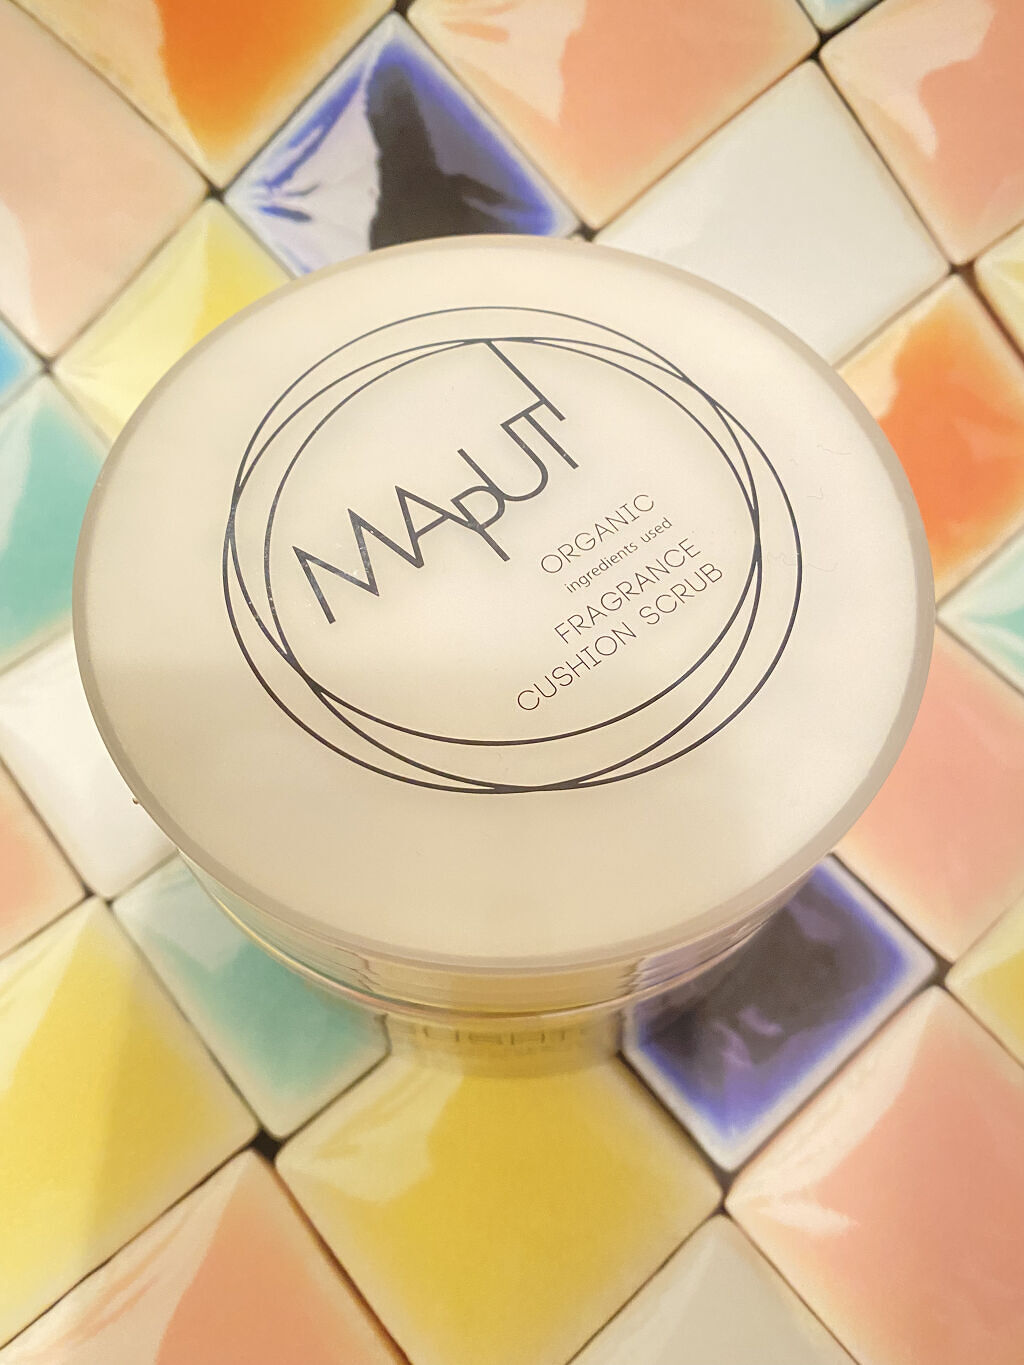 MApUTI
ORGANIC
ingredients used
FRAGRANCE
CUSHION SCRUB